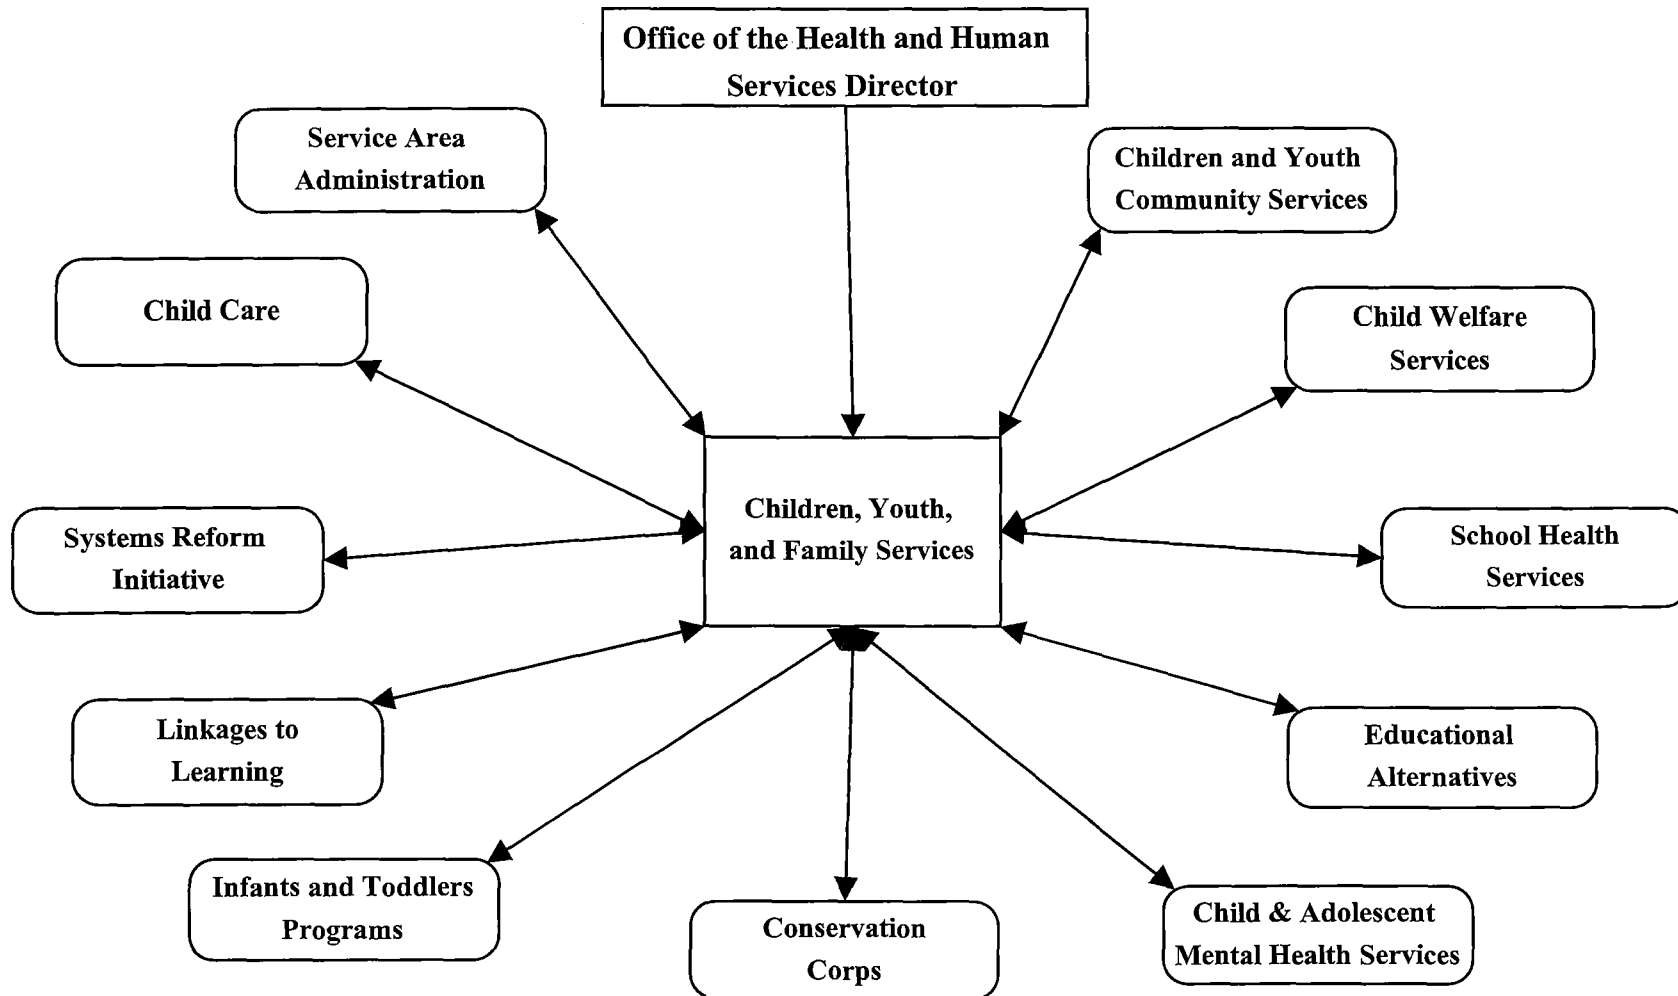 Office of the Health and Human
Services Director
Service Area
Administration
Children and Youth
Community Services
Child Care
Child Welfare
Services
Children, Youth,
and Family Services
Systems Reform
Initiative
School Health
Services
Linkages to
Learning
Educational
Alternatives
Infants and Toddlers
Programs
Conservation
Corps
Child & Adolescent
Mental Health Services